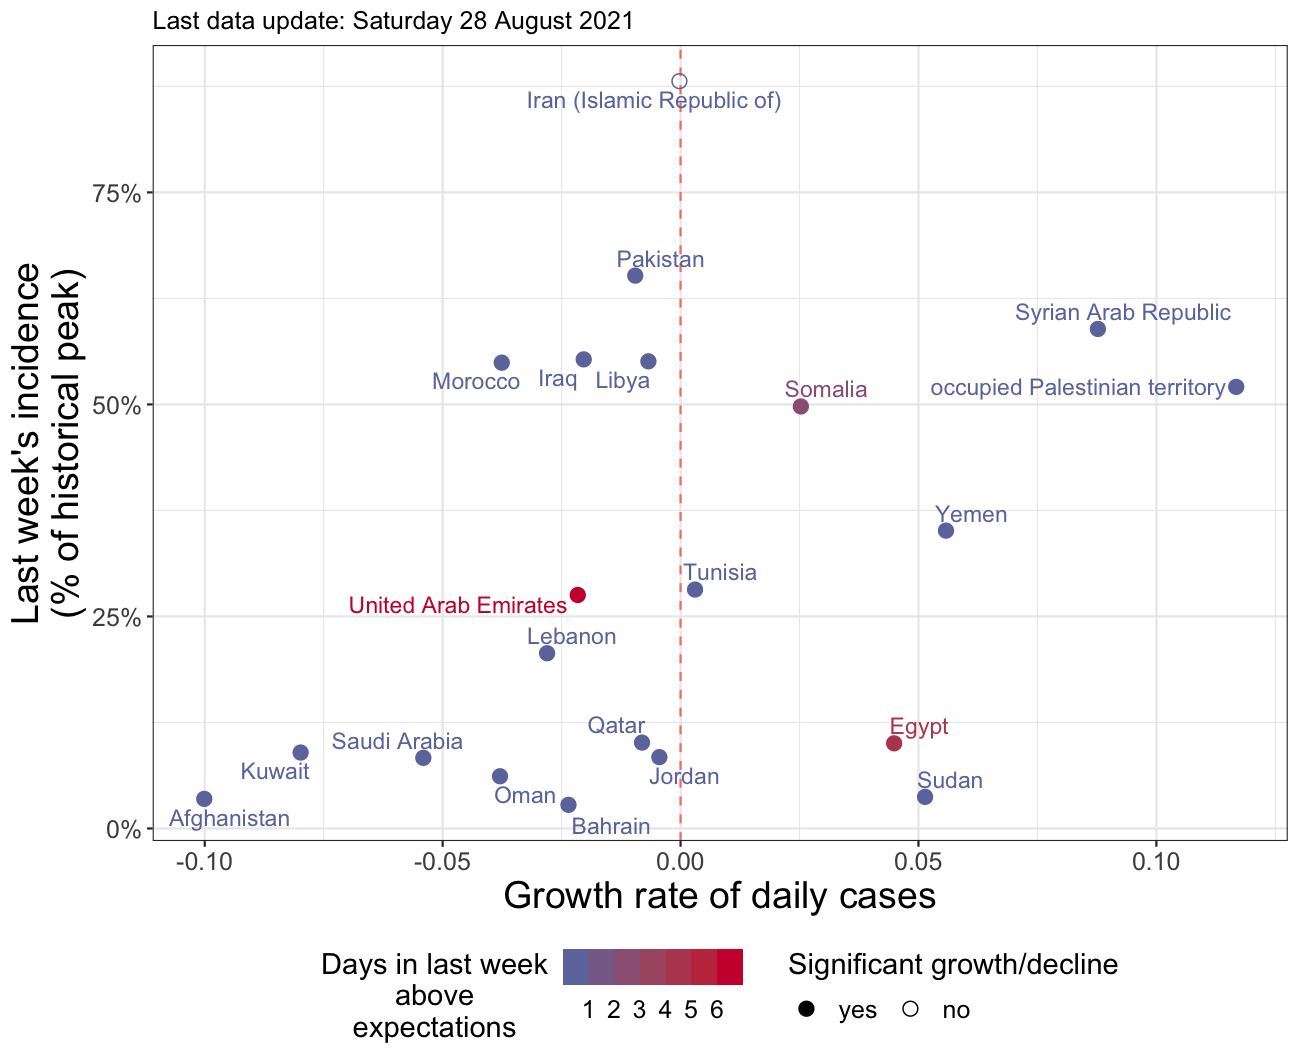 Last data update: Saturday 28 August 2021
Iran (Islamic Republic of)
75%
Pakistan
Syrian Arab Republic
Morocco
Iraq
Libya
Somalia
occupied Palestinian territory
50%
Yemen
Tunisia
United Arab Emirates
25%
Lebanon
Qatar
Egypt
Saudi Arabia
Kuwait
Jordan
Sudan
Oman
Afghanistan
Bahrain
0%
Last week's incidence
(% of historical peak)
-0.10 -0.05 0.00 0.05 0.10
Growth rate of daily cases
Days in last week
above
expectations
1 2 3 4 5 6
Significant growth/decline
yes no